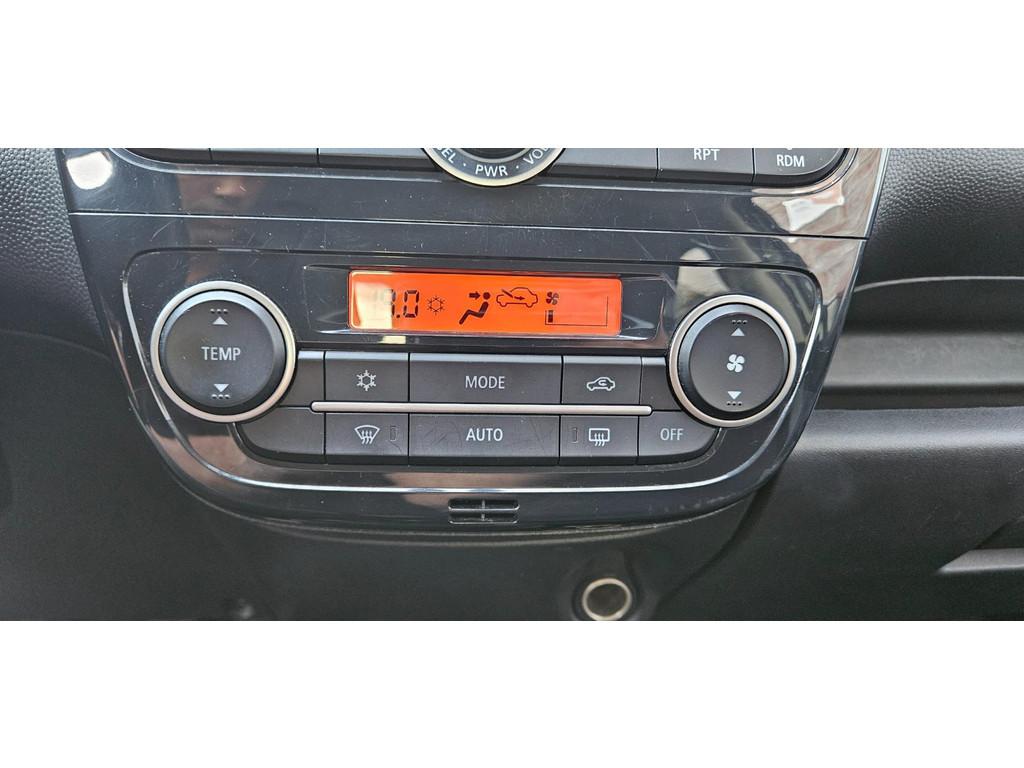 PWR
RPT
RDM
TEMP
MODE
AUTO
OFF